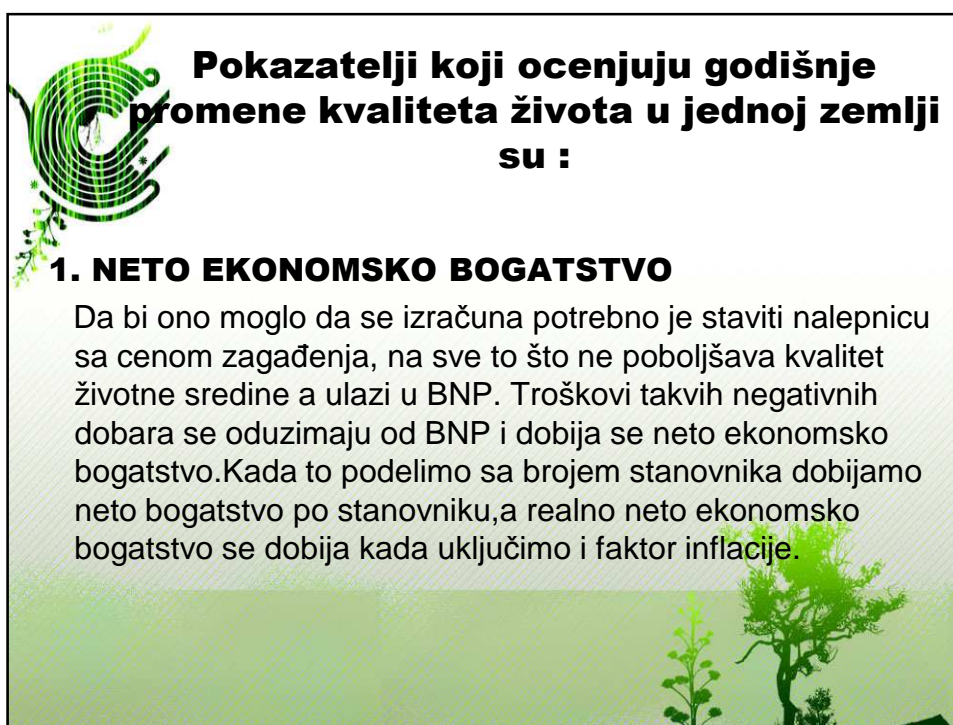 Pokazatelji koji ocenjuju godišnje
promene kvaliteta života u jednoj zemlji
su :
1. NETO EKONOMSKO BOGATSTVO
Da bi ono moglo da se izračuna potrebno je staviti nalepnicu
sa cenom zagađenja, na sve to što ne poboljšava kvalitet
životne sredine a ulazi u BNP. Troškovi takvih negativnih
dobara se oduzimaju od BNP i dobija se neto ekonomsko
bogatstvo.Kada to podelimo sa brojem stanovnika dobijamo
neto bogatstvo po stanovniku,a realno neto ekonomsko
bogatstvo se dobija kada uključimo i faktor inflacije.